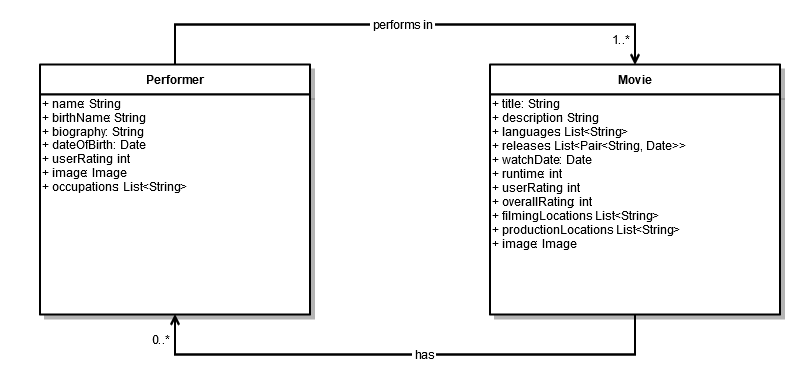 performs in
1..*
Performer
+ name: String
+ birthName: String
+ biography: String
+ dateOfBirth: Date
+ userRating: int
+ image: Image
+ occupations: List<String>
Movie
+ title: String
+ description: String
+ languages: List<String>
+ releases: List<Pair<String, Date>>
+ watchDate: Date
+ runtime: int
+ userRating: int
+ overallRating: int
+ filmingLocations: List<String>
+ productionLocations: List<String>
+ image: Image
0..*
has